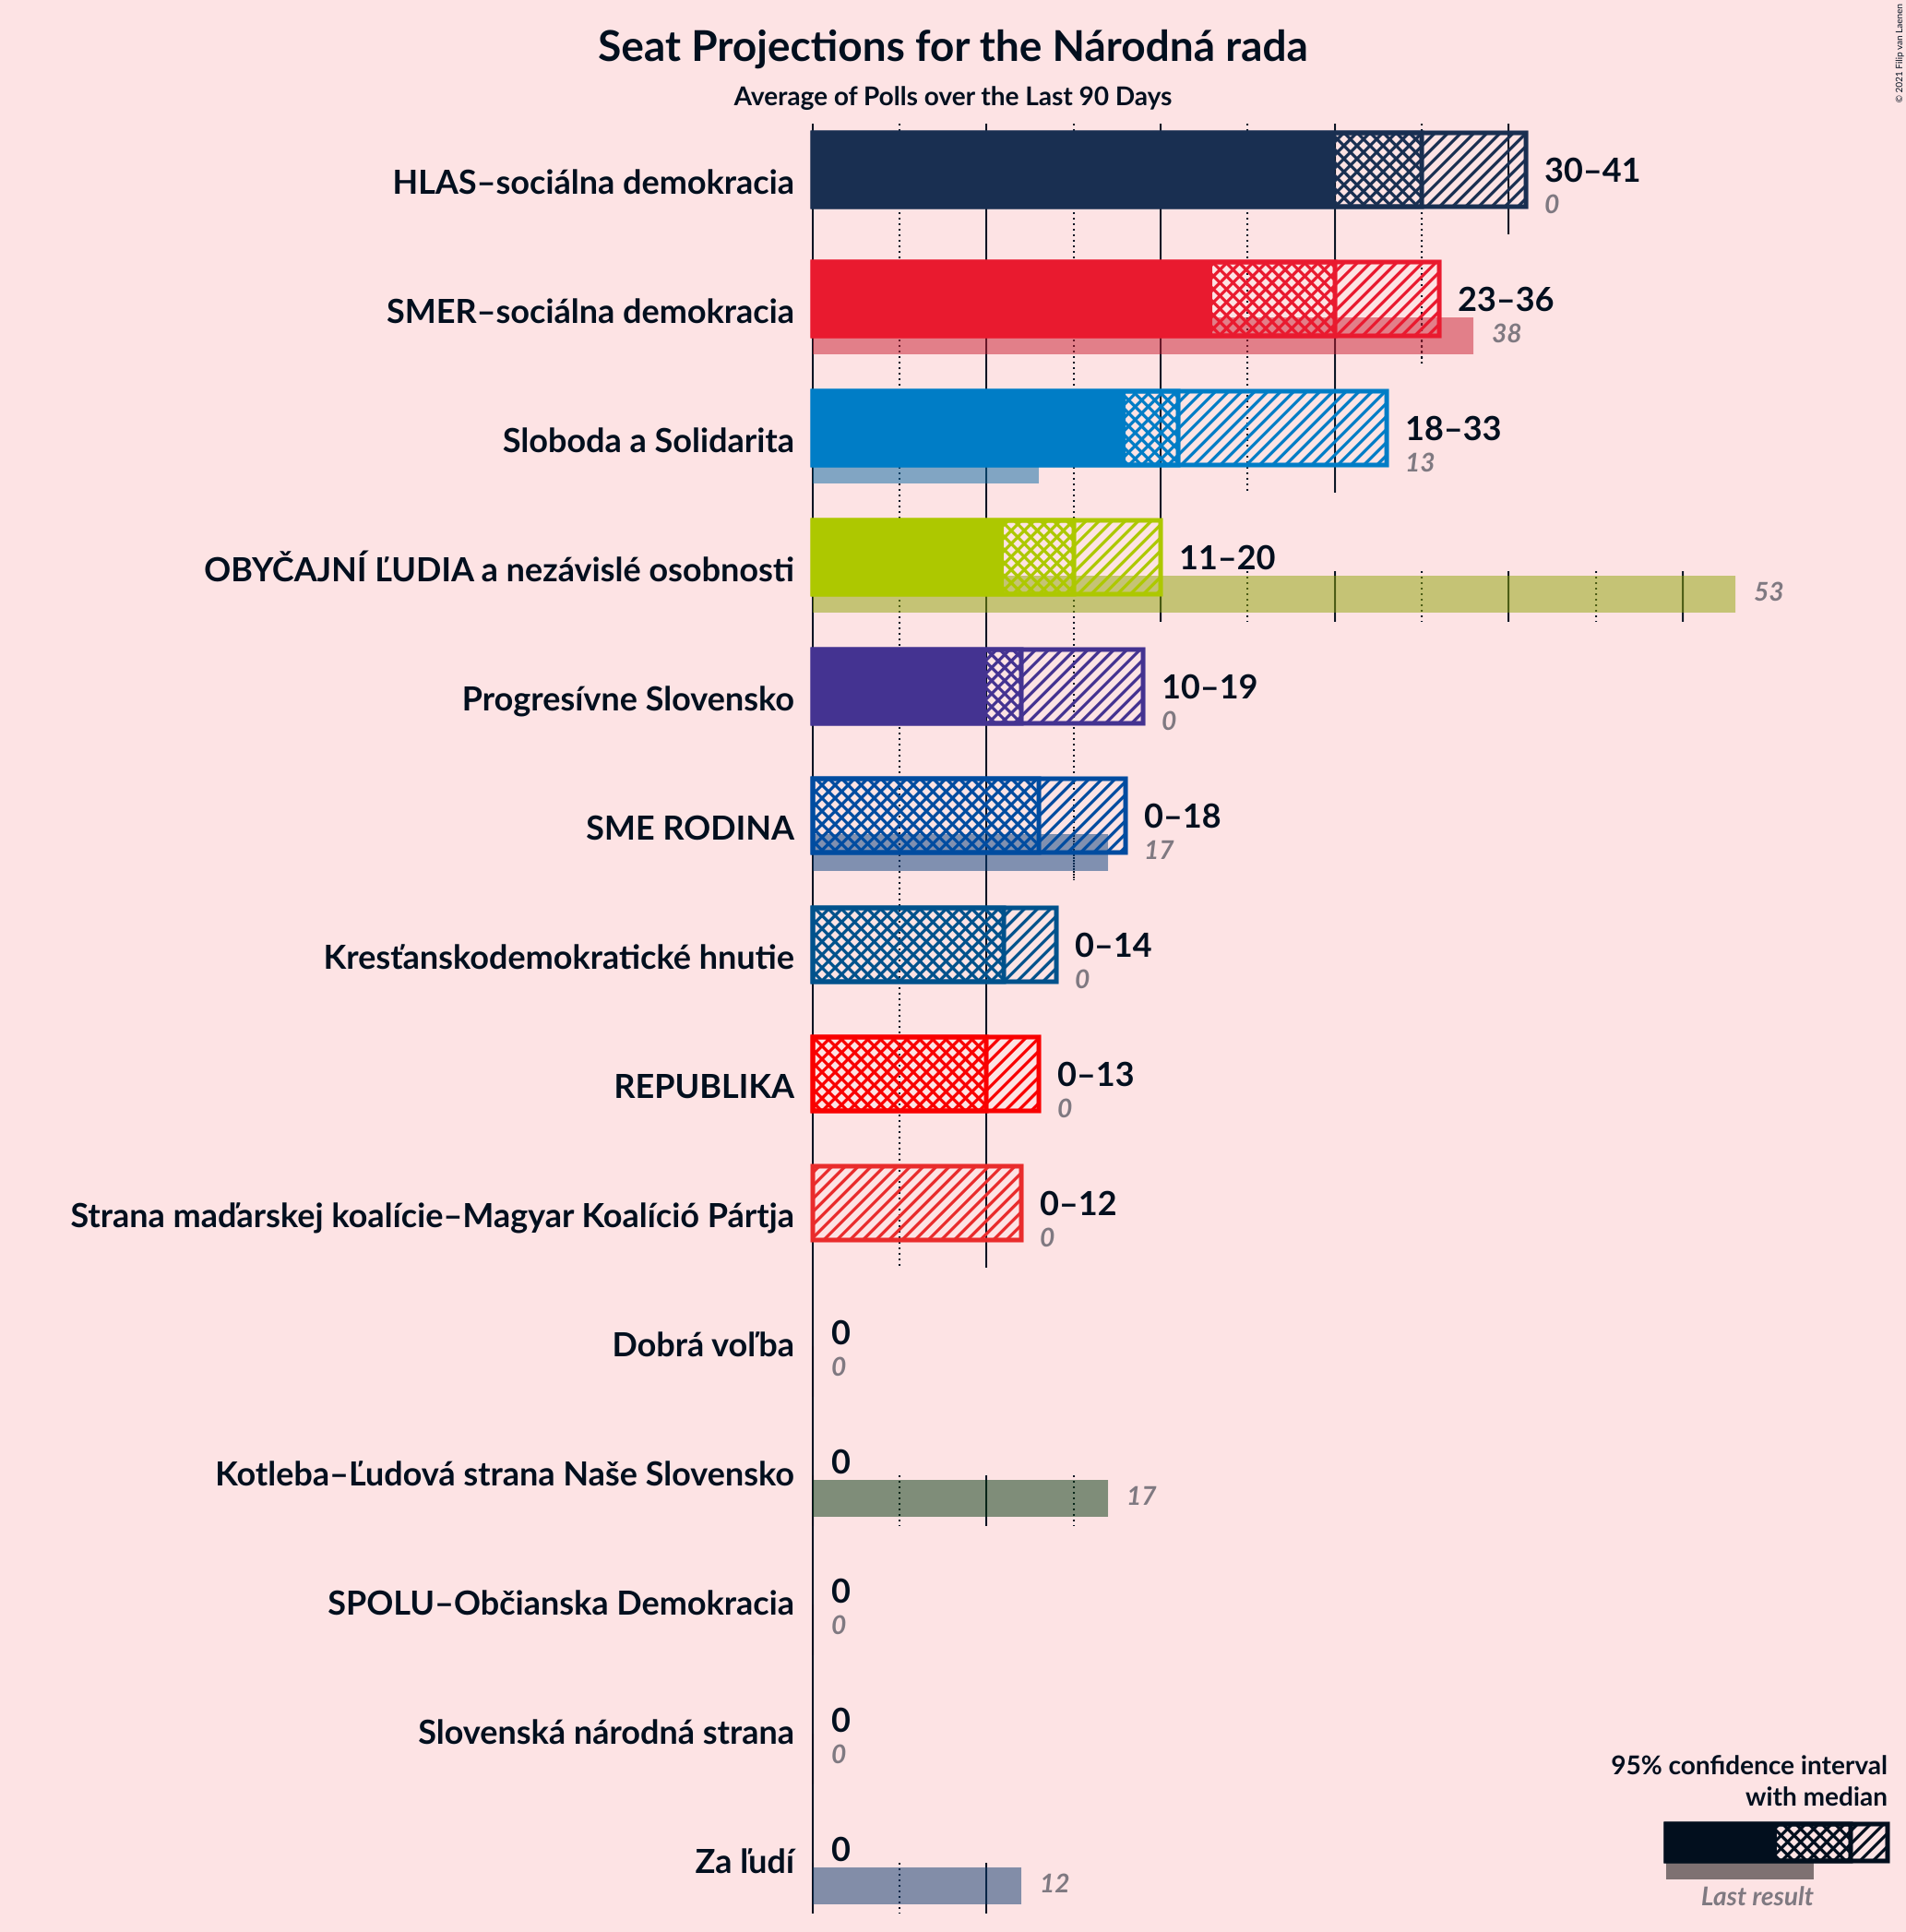 Seat Projections for the Národná rada
Average of Polls over the Last 90 Days
© 2021 Filip van Laenen
HLAS–sociálna demokracia
30–41
0
SMER–sociálna demokracia
23–36
38
Sloboda a Solidarita
18–33
13
OBYČAJNÍ ĽUDIA a nezávislé osobnosti
11–20
53
Progresívne Slovensko
10–19
0
SME RODINA
0–18
17
Kresťanskodemokratické hnutie
0–14
0
REPUBLIKA
0–13
0
Strana maďarskej koalície–Magyar Koalíció Pártja
0–12
0
Dobrá voľba
0
0
Kotleba–Ľudová strana Naše Slovensko
0
17
SPOLU–Občianska Demokracia
0
0
Slovenská národná strana
0
0
Za ľudí
0
12
95% confidence interval
with median
Last result